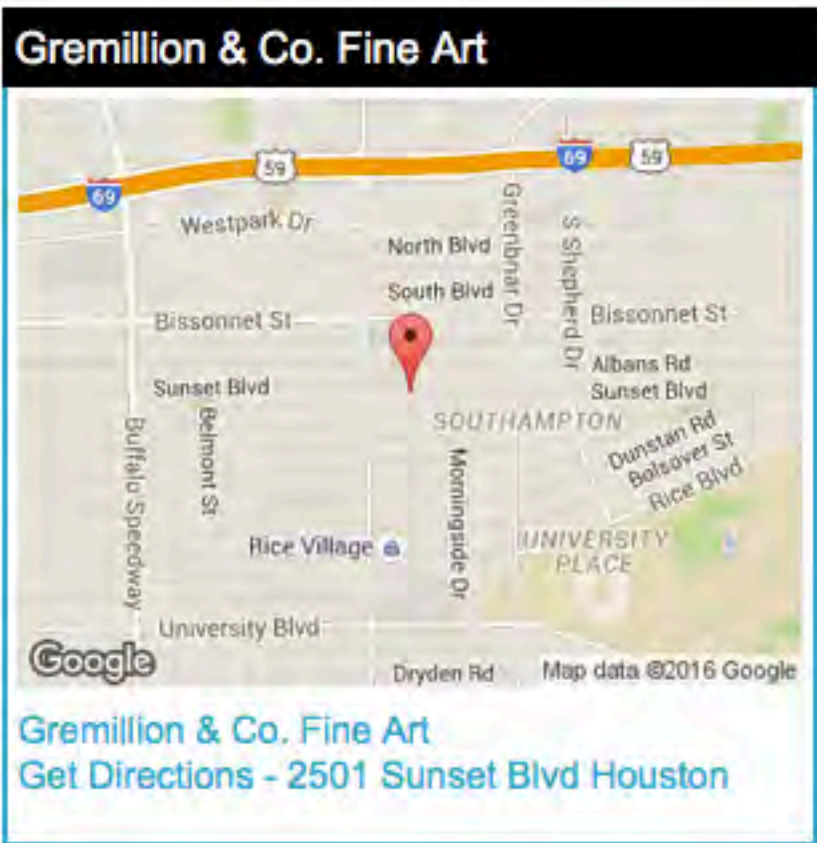 Gremillion & Co. Fine Art
59
69
59
69
Westpark Dr
North Blvd
Greenbriar Dr
S Shepherd Dr
South Blvd
Bissonnet St
Bissonnet St
Albans Rd
Sunset Blvd
Sunset Blvd
Belmont St
Buffalo Speedway
SOUTHAMPTON
Dunstan Rd
Bolsover St
Rice Blvd
Morningside Dr
Rice Village
UNIVERSITY
PLACE
University Blvd
Google
Dryden Rd
Map data ©2016 Google
Gremillion & Co. Fine Art
Get Directions - 2501 Sunset Blvd Houston